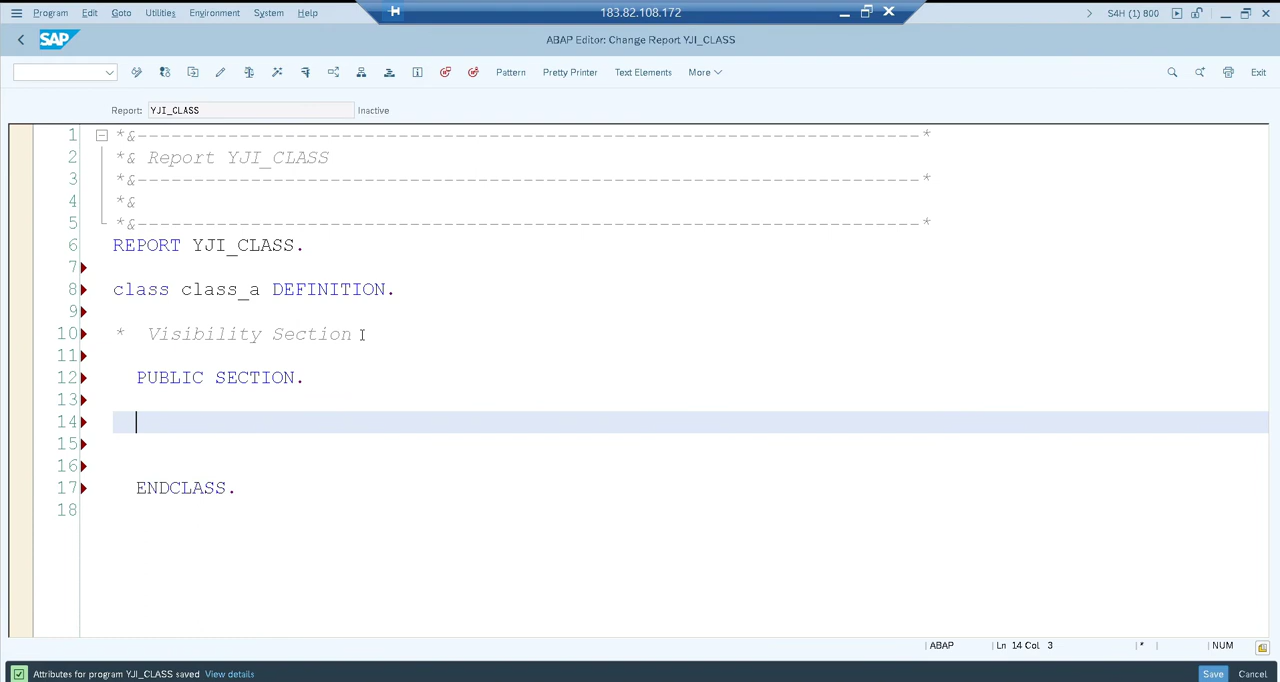 Program Edit Goto Utilities Environment System Help
183.82.108.172
S4H (1) 800
SAP
ABAP Editor: Change Report YJI_CLASS
Pattern Pretty Printer Text Elements More Exit
Report: YJI_CLASS Inactive
1 *&---------------------------------------------------------------------*
2 *& Report YJI_CLASS
3 *&---------------------------------------------------------------------*
4 *&
5 *&---------------------------------------------------------------------*
6 REPORT YJI_CLASS.
7
8 class class_a DEFINITION.
9
10 * Visibility Section
11
12 PUBLIC SECTION.
13
14
15
16
17 ENDCLASS.
18
ABAP Ln 14 Col 3 * NUM
Attributes for program YJI_CLASS saved View details Save Cancel